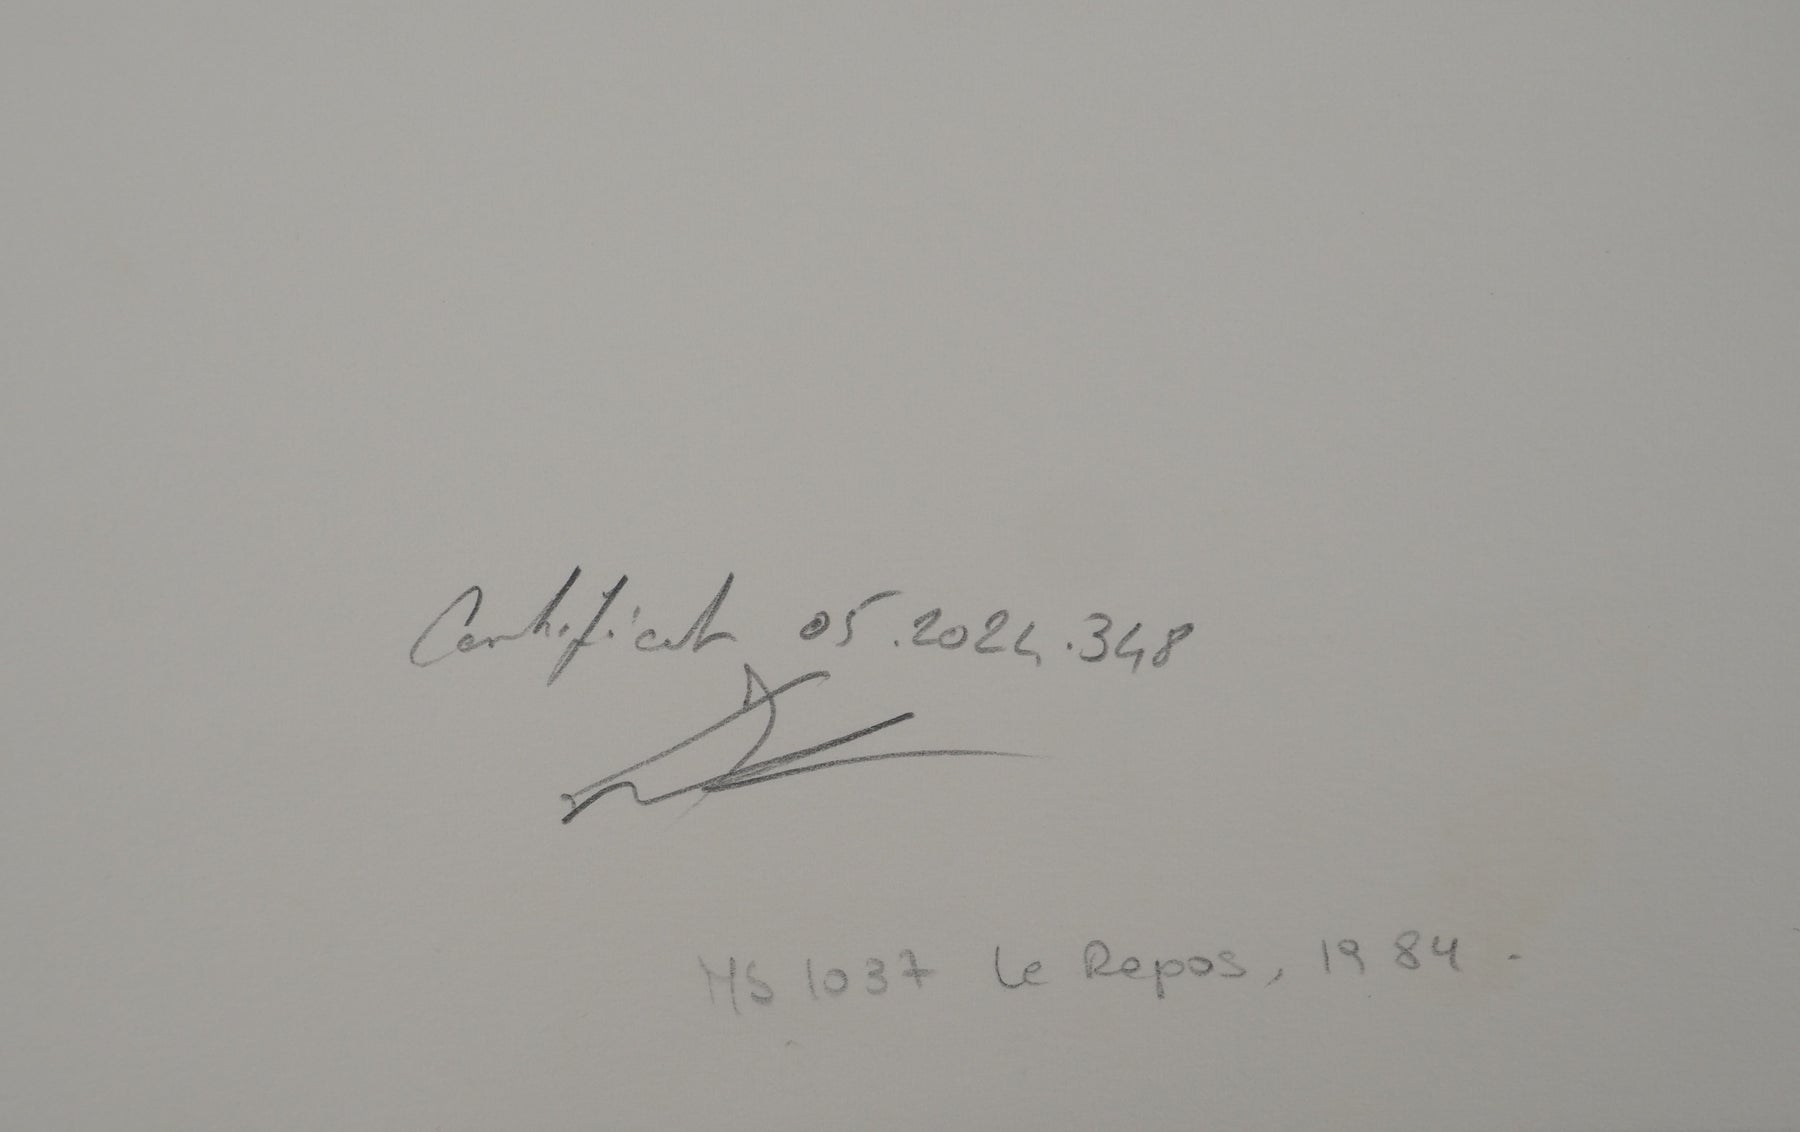 Certificat 05.2024.348
MS 1037 Le Repos, 1984.